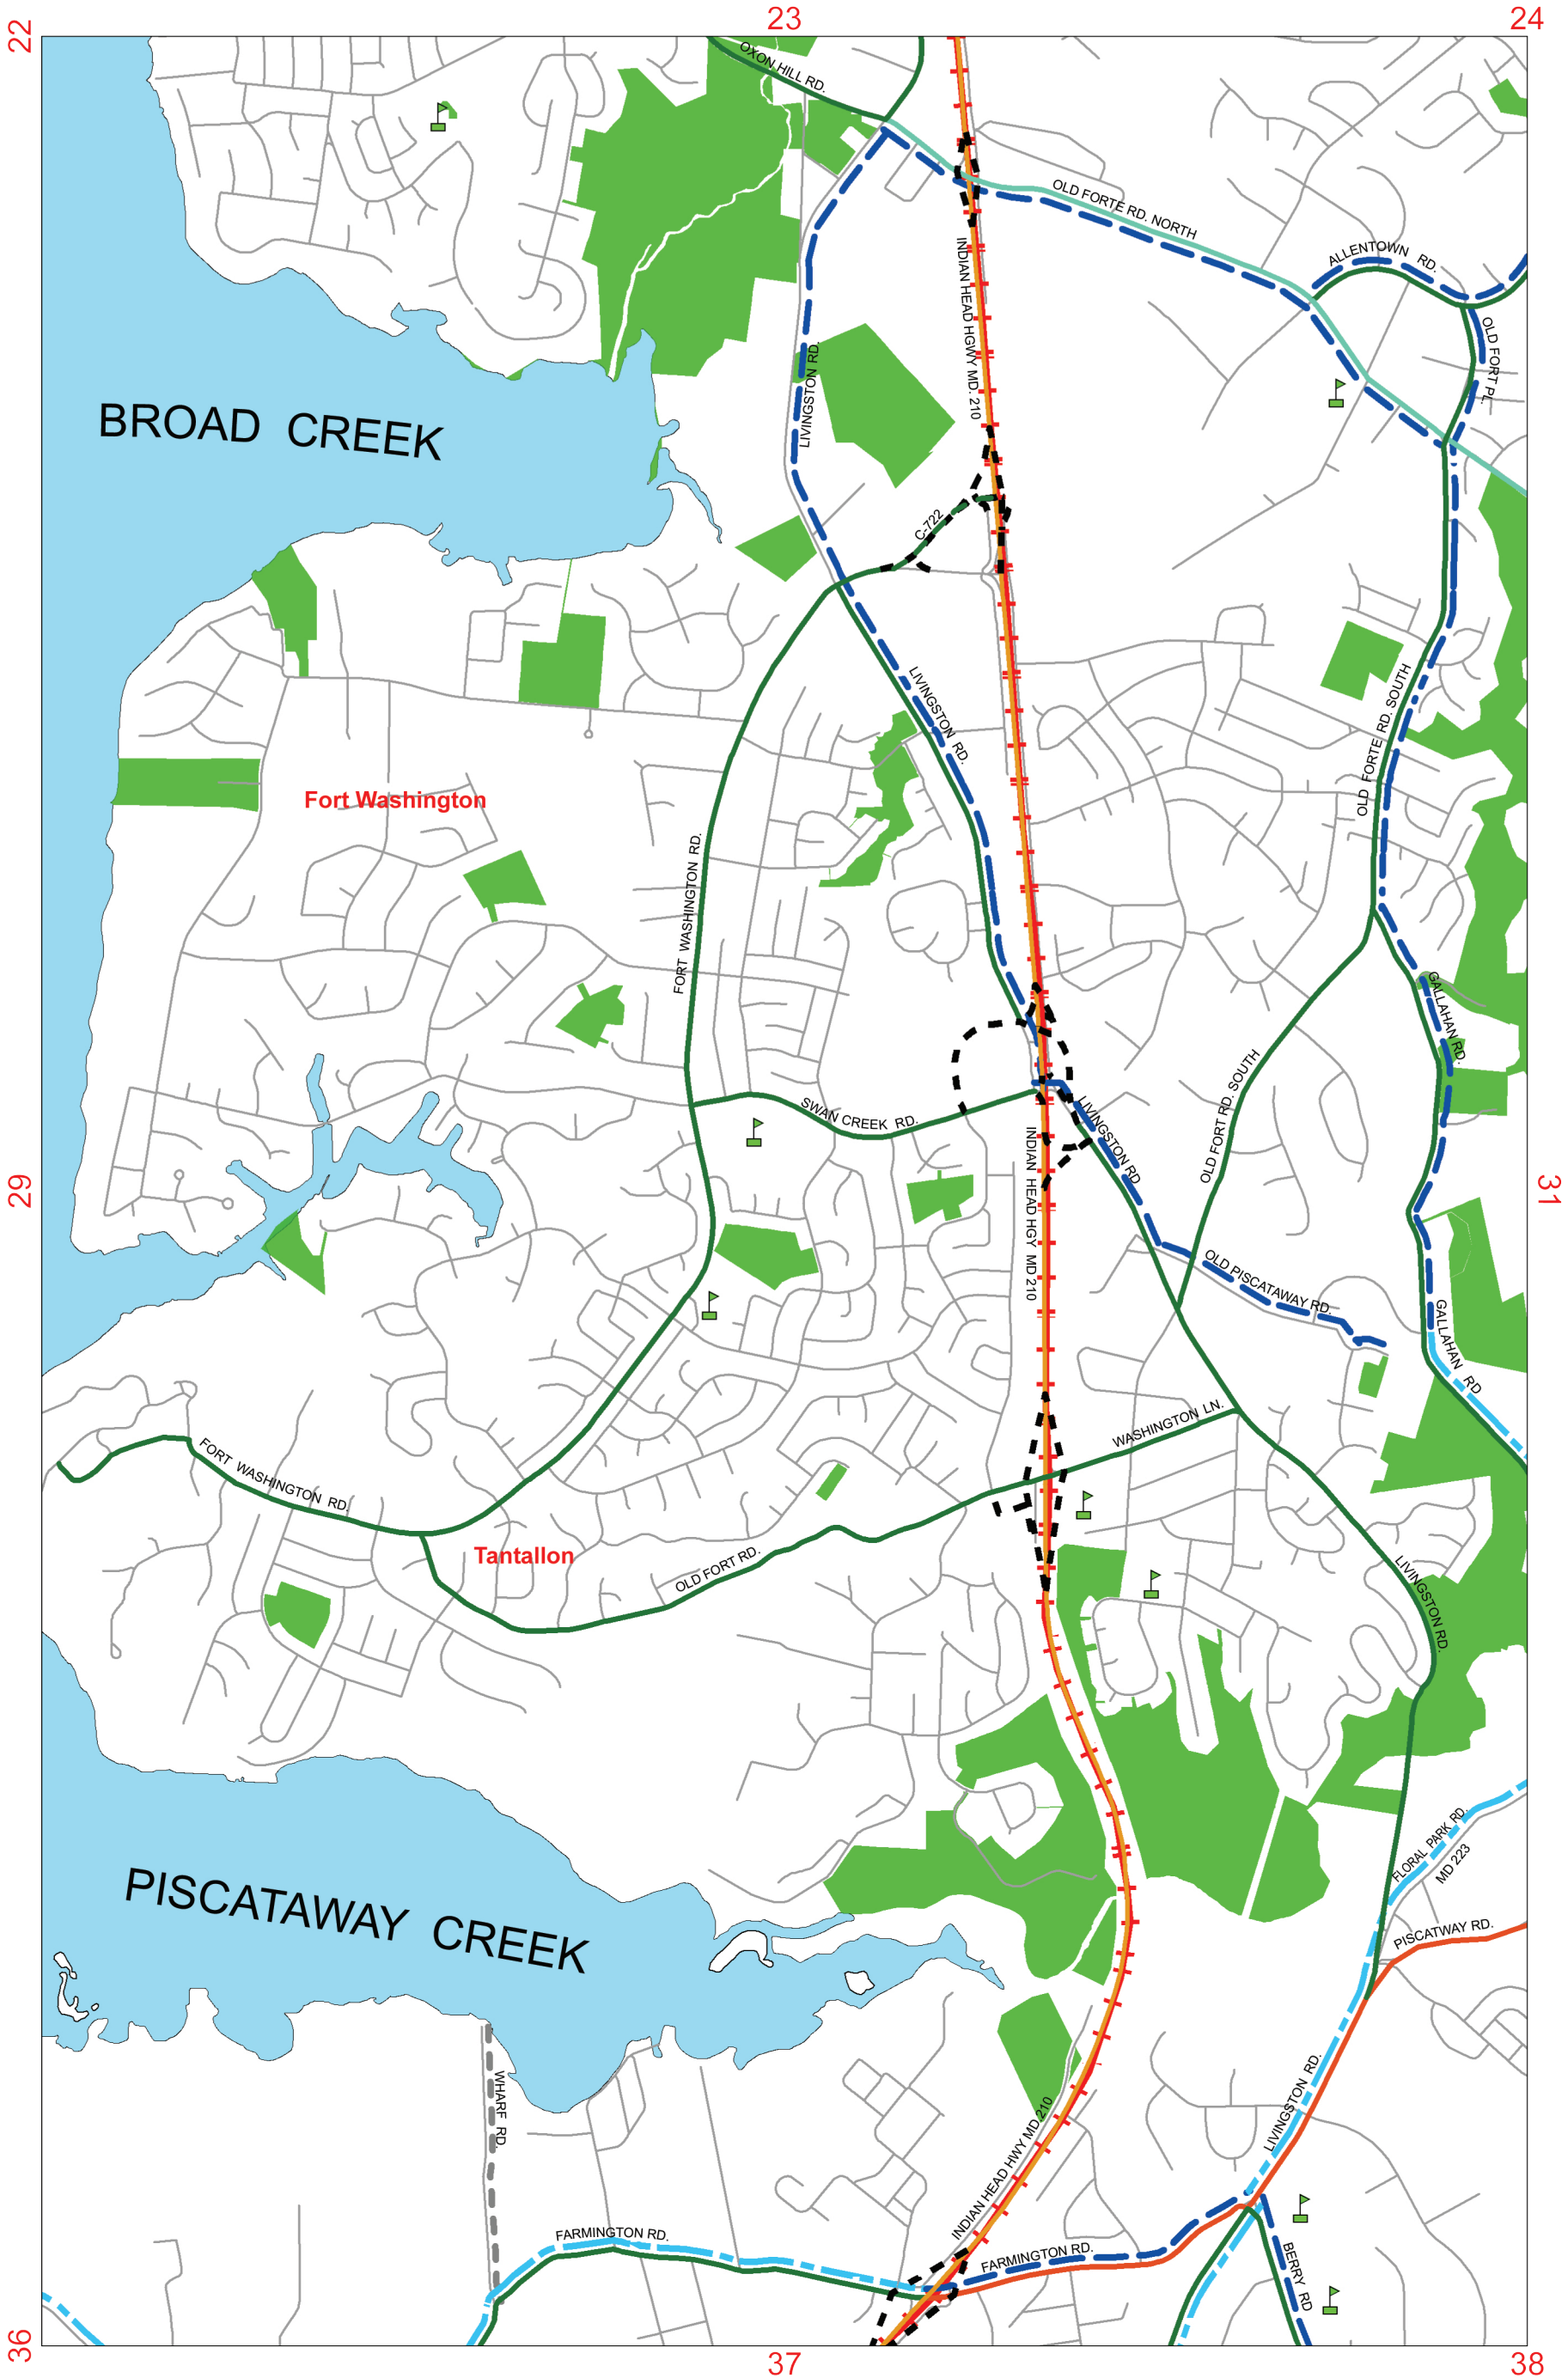 22
23
24
OXON HILL RD.
OLD FORTE RD. NORTH
ALLENTOWN RD.
INDIAN HEAD HGWY MD. 210
OLD FORT PL.
LIVINGSTON RD.
BROAD CREEK
C-722
LIVINGSTON RD.
OLD FORTE RD. SOUTH
Fort Washington
FORT WASHINGTON RD.
GALLAHAN RD.
OLD FORT RD. SOUTH
SWAN CREEK RD.
LIVINGSTON RD
INDIAN HEAD HGY MD 210
29
31
OLD PISCATAWAY RD.
GALLAHAN RD
WASHINGTON LN.
FORT WASHINGTON RD.
Tantallon
OLD FORT RD.
LIVINGSTON RD.
FLORAL PARK RD.
MD 223
PISCATAWAY CREEK
PISCATWAY RD.
WHARF RD.
LIVINGSTON RD.
INDIAN HEAD HWY MD.210
FARMINGTON RD.
FARMINGTON RD.
BERRY RD
36
37
38